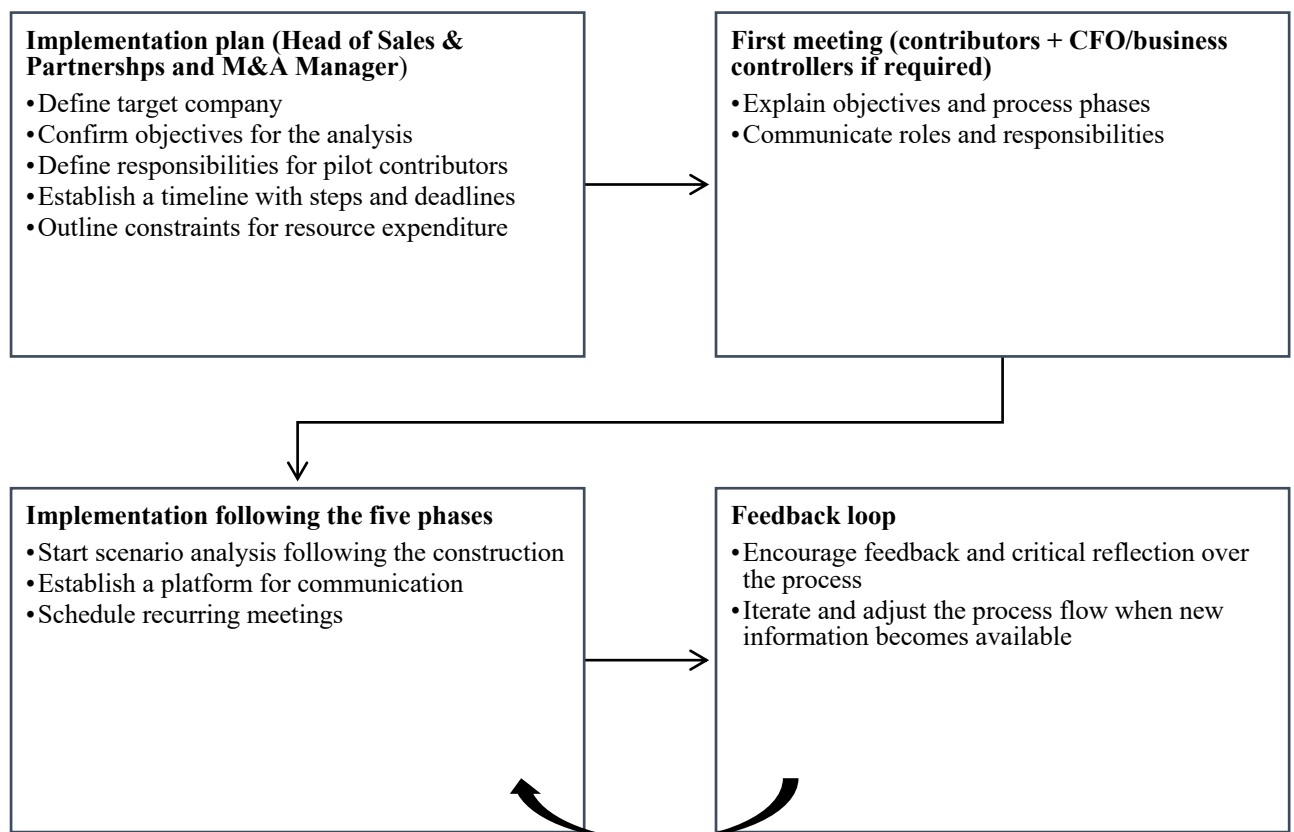 Implementation plan (Head of Sales &
Partnershps and M&A Manager)
•Define target company
•Confirm objectives for the analysis
•Define responsibilities for pilot contributors
•Establish a timeline with steps and deadlines
•Outline constraints for resource expenditure
First meeting (contributors + CFO/business
controllers if required)
•Explain objectives and process phases
•Communicate roles and responsibilities
Implementation following the five phases
•Start scenario analysis following the construction
•Establish a platform for communication
•Schedule recurring meetings
Feedback loop
•Encourage feedback and critical reflection over
the process
•Iterate and adjust the process flow when new
information becomes available